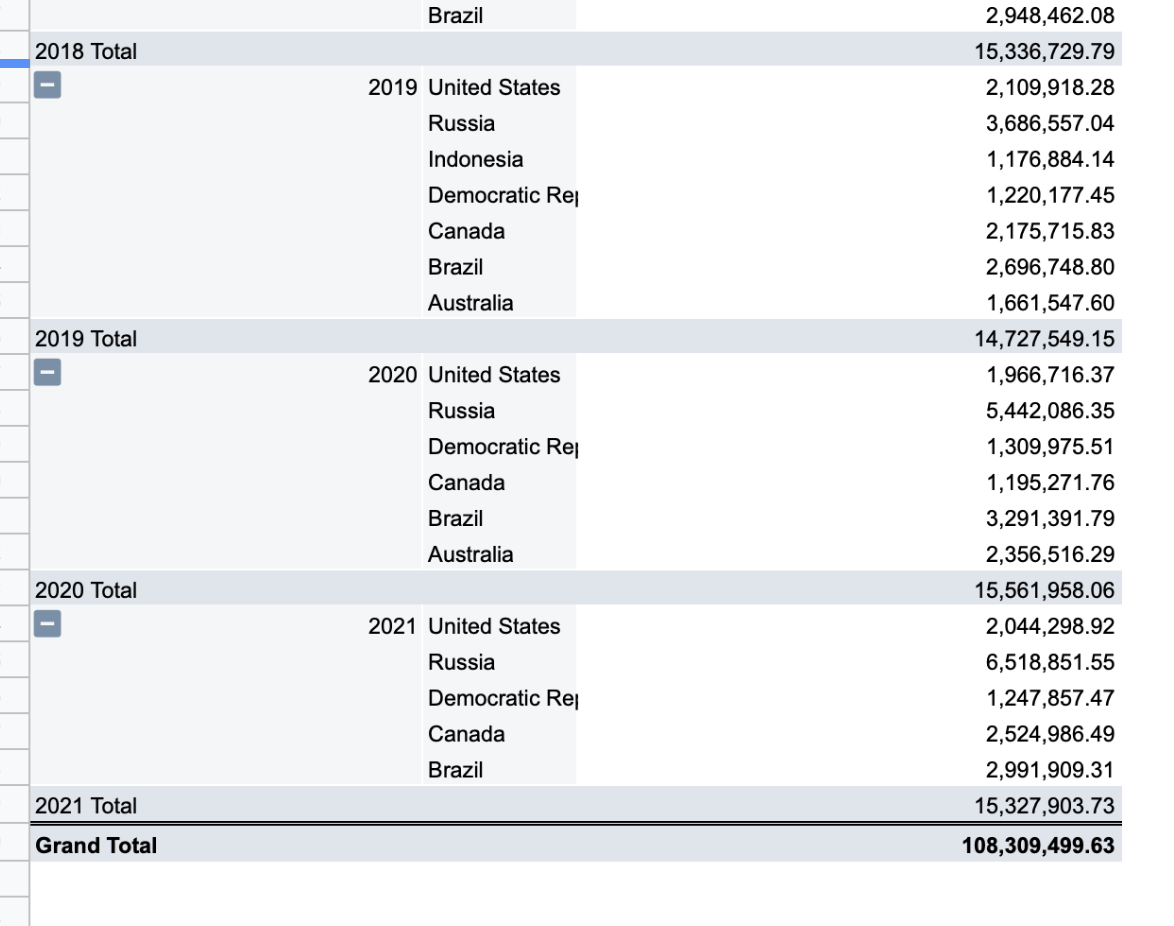 Brazil 2,948,462.08
2018 Total 15,336,729.79
2019 United States 2,109,918.28
Russia 3,686,557.04
Indonesia 1,176,884.14
Democratic Rep 1,220,177.45
Canada 2,175,715.83
Brazil 2,696,748.80
Australia 1,661,547.60
2019 Total 14,727,549.15
2020 United States 1,966,716.37
Russia 5,442,086.35
Democratic Rep 1,309,975.51
Canada 1,195,271.76
Brazil 3,291,391.79
Australia 2,356,516.29
2020 Total 15,561,958.06
2021 United States 2,044,298.92
Russia 6,518,851.55
Democratic Rep 1,247,857.47
Canada 2,524,986.49
Brazil 2,991,909.31
2021 Total 15,327,903.73
Grand Total 108,309,499.63